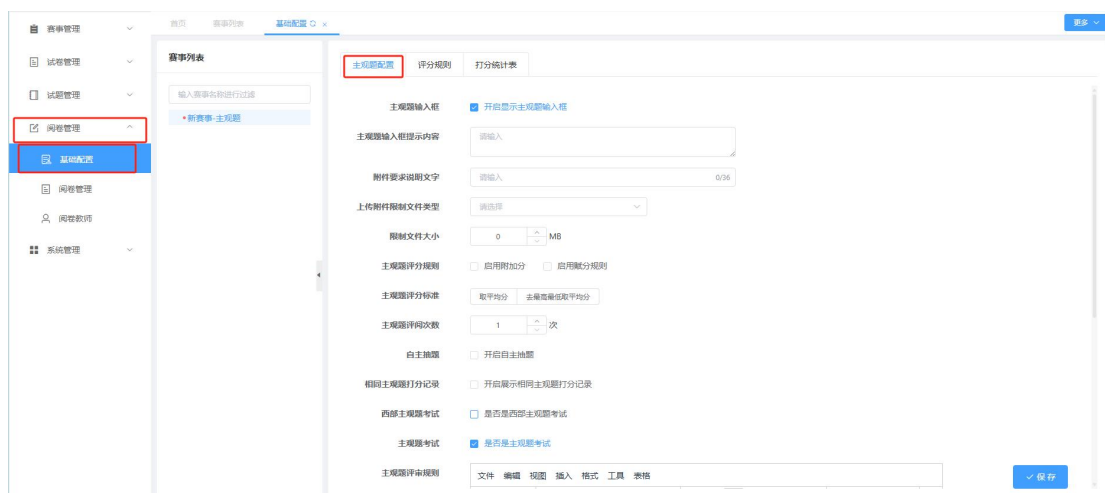 赛事管理
首页 赛事列表 基础配置 × 更多
试卷管理
试题管理
阅卷管理
基础配置
阅卷管理
阅卷教师
系统管理
赛事列表
输入赛事名称进行过滤
新赛事-主观题
主观题配置 评分规则 打分统计表
主观题输入框 开启显示主观题输入框
主观题输入框提示内容 请输入
附件要求说明文字 请输入 0/36
上传附件限制文件类型 请选择
限制文件大小 0 MB
主观题评分规则 启用附加分 启用赋分规则
主观题评分标准 取平均分 去最高最低取平均分
主观题评阅次数 1 次
自主抽题 开启自主抽题
相同主观题打分记录 开启展示相同主观题打分记录
西部主观题考试 是否是西部主观题考试
主观题考试 是否是主观题考试
主观题评审规则 文件 编辑 视图 插入 格式 工具 表格
保存